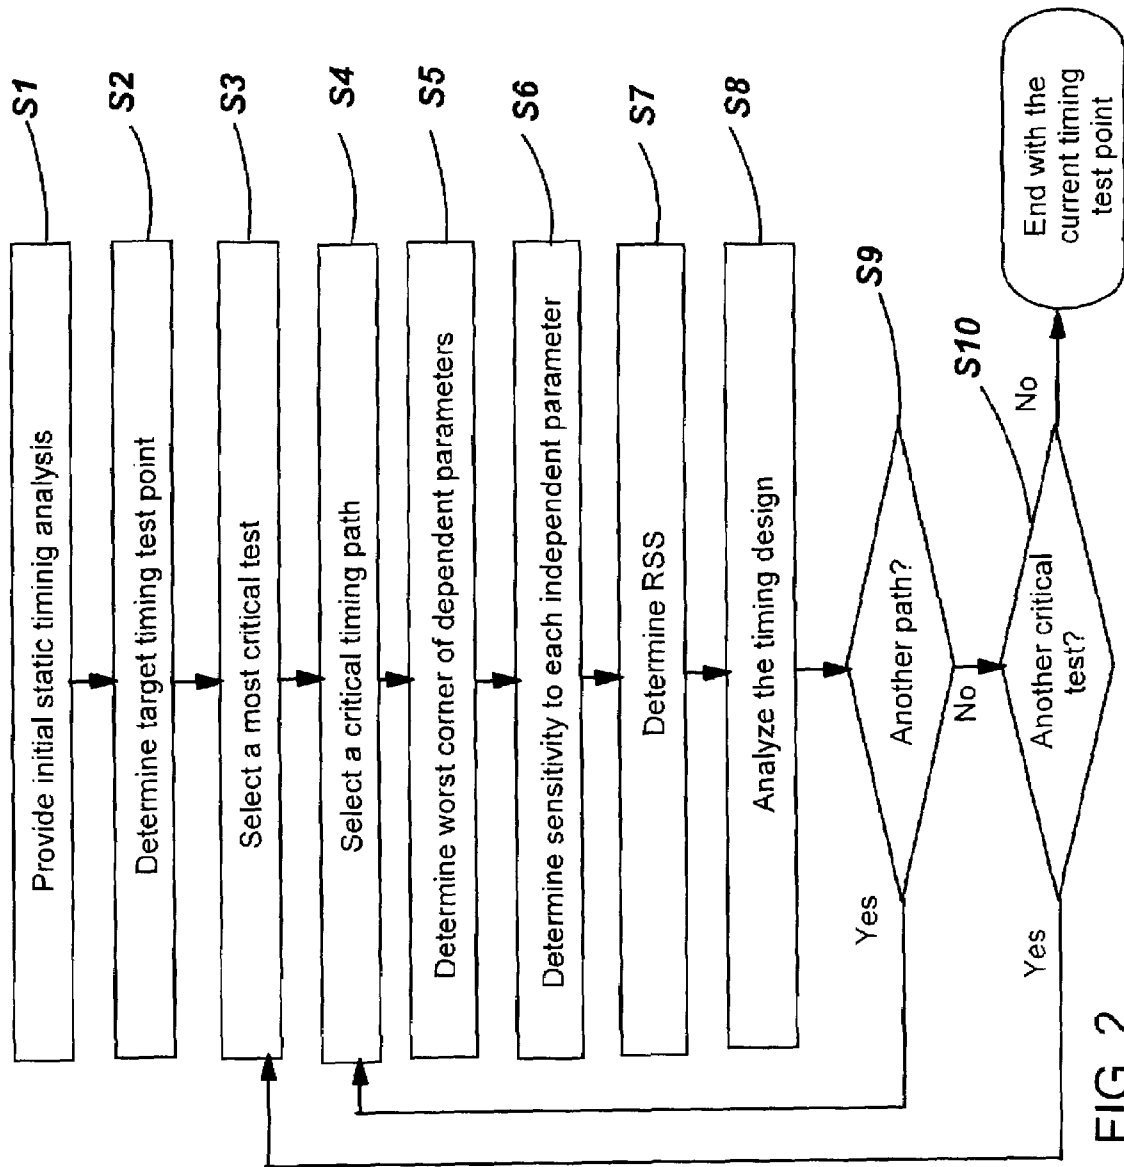 Provide initial static timinig analysis
S1
Determine target timing test point
S2
Select a most critical test
S3
Select a critical timing path
S4
Determine worst corner of dependent parameters
S5
Determine sensitivity to each independent parameter
S6
Determine RSS
S7
Analyze the timing design
S8
Another path?
S9
Yes
No
Another critical
test?
S10
Yes
No
End with the
current timing
test point
FIG. 2